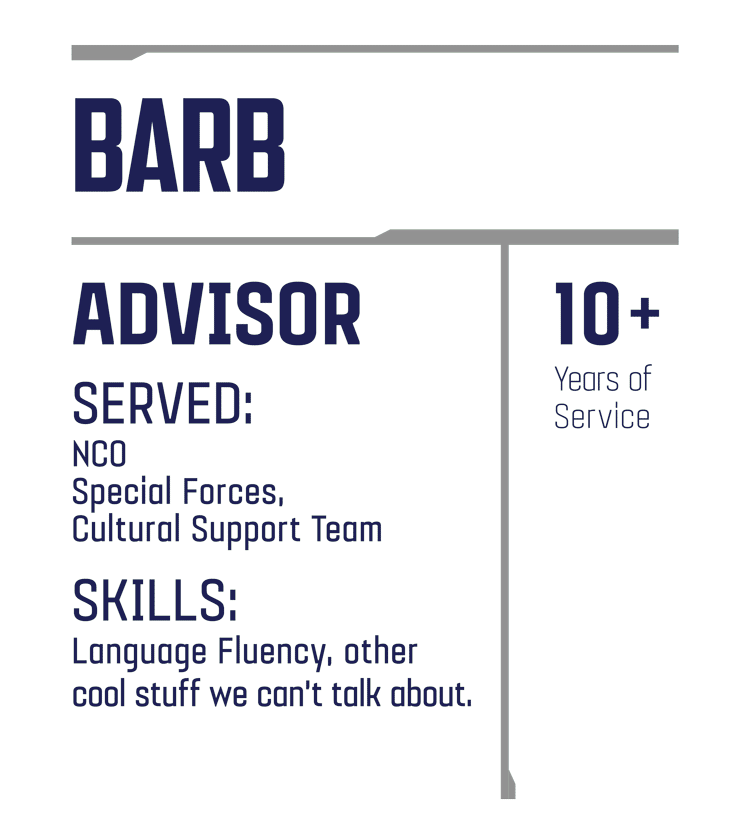 BARB
ADVISOR
SERVED:
NCO
Special Forces,
Cultural Support Team
SKILLS:
Language Fluency, other
cool stuff we can't talk about.
10+
Years of
Service